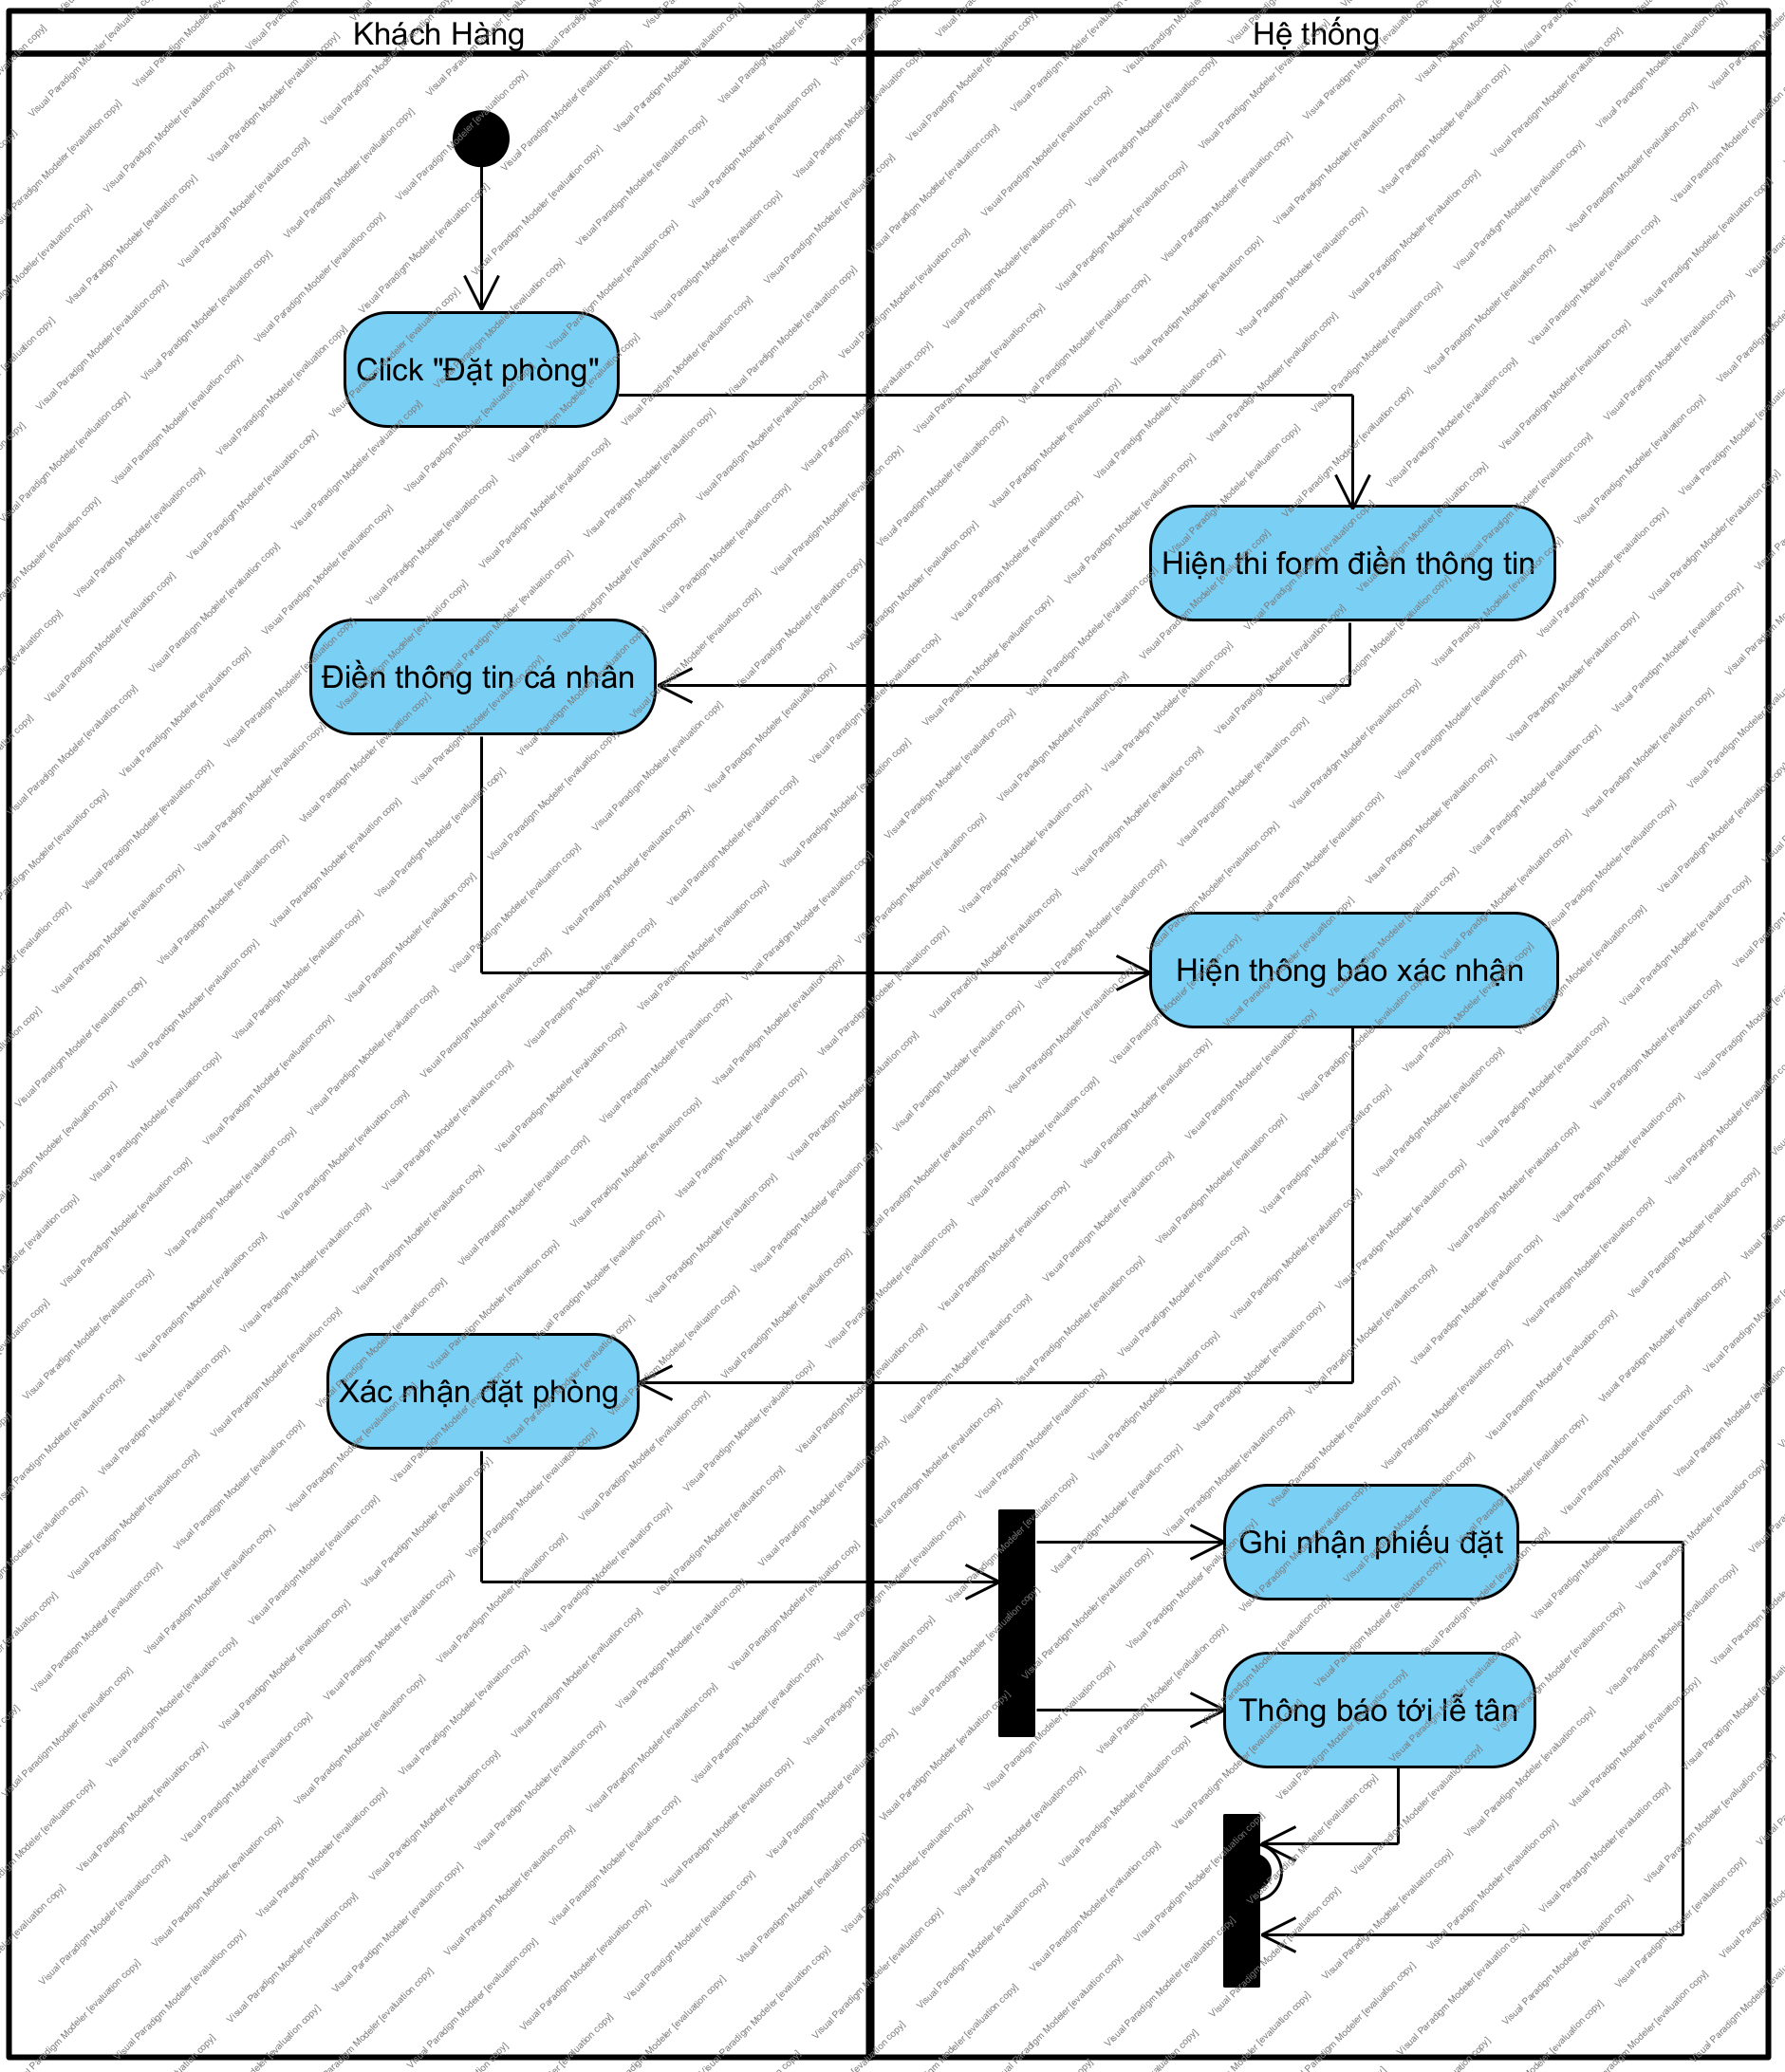 Khách Hàng
Hệ thống
Click "Đặt phòng"
Hiện thi form điền thông tin
Điền thông tin cá nhân
Hiện thông báo xác nhận
Xác nhận đặt phòng
Ghi nhận phiếu đặt
Thông báo tới lễ tân
Visual Paradigm Modeler [evaluation copy]